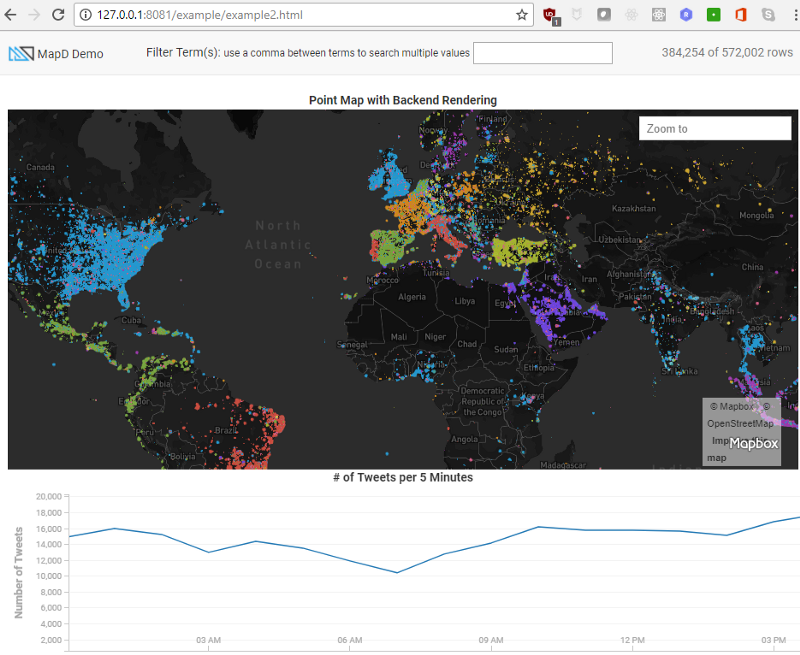 127.0.0.1:8081/example/example2.html
1
MapD Demo
Filter Term(s): use a comma between terms to search multiple values
384,254 of 572,002 rows
Point Map with Backend Rendering
Zoom to
Finland
Canada
Kazakhstan
Mongolia
North
Atlantic
Ocean
Uzbekistan
China
Tunisia
Morocco
Iran
Afghanistan
Algeria
Libya
Egypt
Pakistan
Bangladesh
India
Cuba
Mali
Niger
Chad
Sudan
Yemen
Senegal
Vietnam
Ethiopia
Sri Lanka
Democratic
Republic of
the Congo
Brazil
Angola
Bolivia
Madagascar
© Mapbox ©
OpenStreetMap
map
Mapbox
# of Tweets per 5 Minutes
Number of Tweets
20,000
18,000
16,000
14,000
12,000
10,000
8,000
6,000
4,000
2,000
03 AM
06 AM
09 AM
12 PM
03 PM